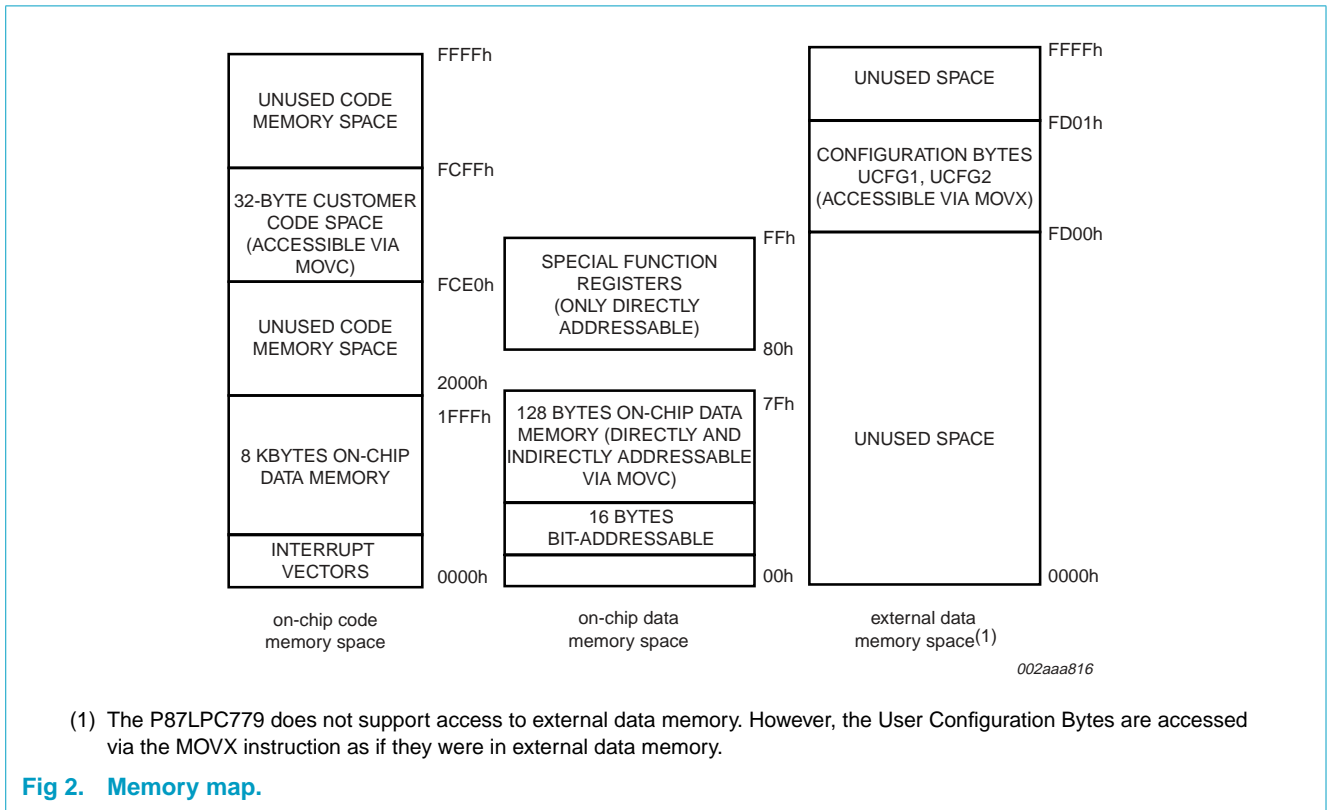 FFFFh
UNUSED CODE
MEMORY SPACE
FCFFh
32-BYTE CUSTOMER
CODE SPACE
(ACCESSIBLE VIA
MOVC)
FCE0h
UNUSED CODE
MEMORY SPACE
2000h
1FFFh
8 KBYTES ON-CHIP
DATA MEMORY
INTERRUPT
VECTORS
0000h
on-chip code
memory space
FFh
SPECIAL FUNCTION
REGISTERS
(ONLY DIRECTLY
ADDRESSABLE)
80h
7Fh
128 BYTES ON-CHIP DATA
MEMORY (DIRECTLY AND
INDIRECTLY ADDRESSABLE
VIA MOVC)
16 BYTES
BIT-ADDRESSABLE
00h
on-chip data
memory space
FFFFh
UNUSED SPACE
FD01h
CONFIGURATION BYTES
UCFG1, UCFG2
(ACCESSIBLE VIA MOVX)
FD00h
UNUSED SPACE
0000h
external data
memory space(1)
002aaa816
(1) The P87LPC779 does not support access to external data memory. However, the User Configuration Bytes are accessed
via the MOVX instruction as if they were in external data memory.
Fig 2. Memory map.